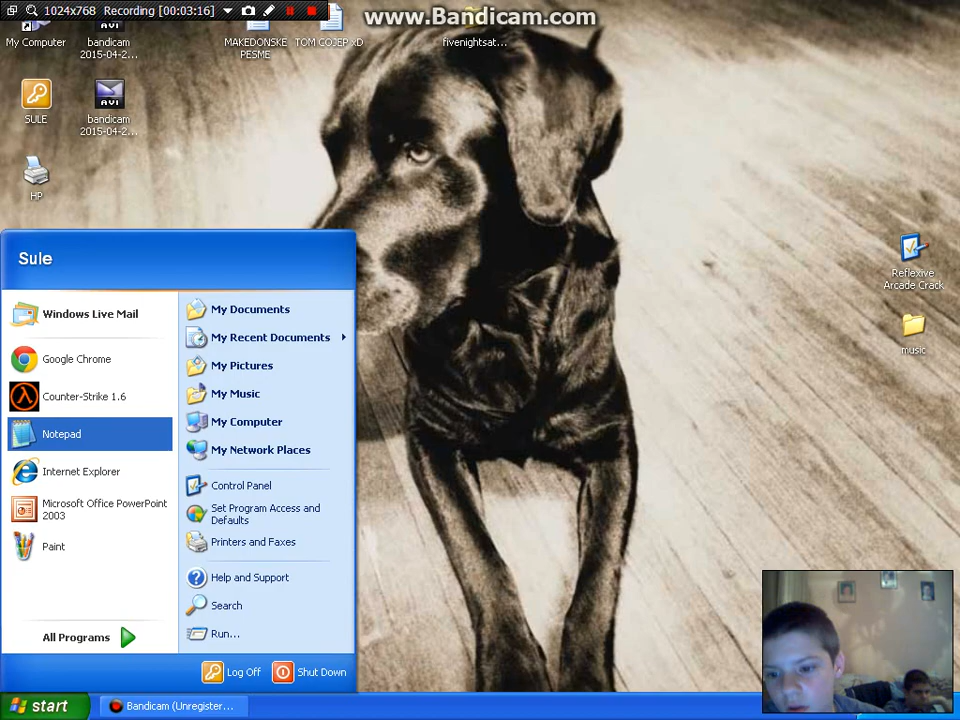 1024x768 Recording [00:03:16]
www.Bandicam.com
My Computer
bandicam
2015-04-2...
MAKEDONSKE
PESME
TOM COJEP xD
fivenightsat...
SULE
bandicam
2015-04-2...
HP
Reflexive
Arcade Crack
music
Sule
Windows Live Mail
Google Chrome
Counter-Strike 1.6
Notepad
Internet Explorer
Microsoft Office PowerPoint
2003
Paint
All Programs
My Documents
My Recent Documents
My Pictures
My Music
My Computer
My Network Places
Control Panel
Set Program Access and
Defaults
Printers and Faxes
Help and Support
Search
Run...
Log Off
Shut Down
start
Bandicam (Unregister...